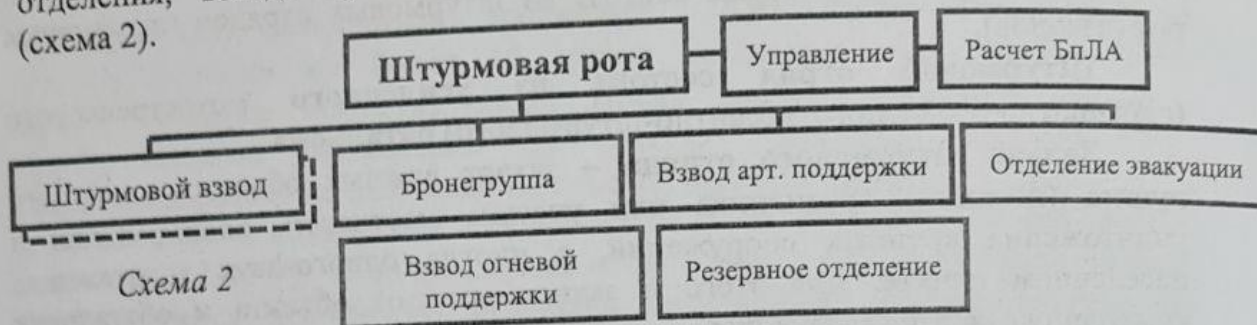 отделения,
(схема 2).
Штурмовая рота
Управление
Расчет БпЛА
Штурмовой взвод
Бронегруппа
Взвод арт. поддержки
Отделение эвакуации
Схема 2
Взвод огневой
поддержки
Резервное отделение